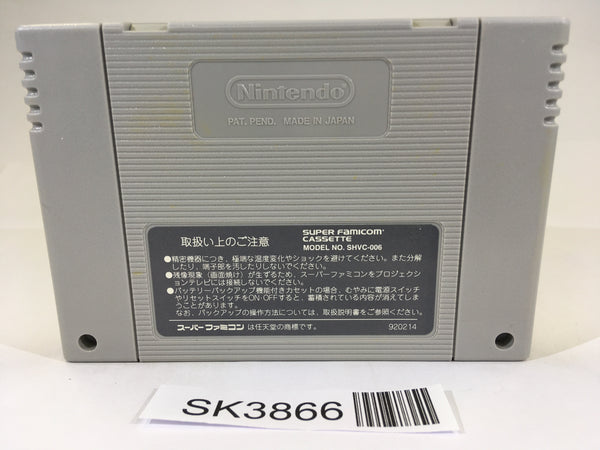 Nintendo
PAT. PEND. MADE IN JAPAN
取扱い上のご注意
SUPER FAMICOM
CASSETTE
MODEL NO. SHVC-006
●精密機器につき、極端な温度変化やショックを避けてください。また分解
したり、端子部を汚したりしないでください。
●残像現象（画面焼け）が生ずるため、スーパーファミコンをプロジェクシ
ョンテレビには接続しないでください。
●バッテリーバックアップ機能付きカセットの場合、むやみに電源スイッチ
やリセットスイッチをON・OFFすると、蓄積されている内容が消えてしま
うことがあります。
なお、バックアップの操作方法については、取扱説明書をご参照ください。
スーパーファミコン は任天堂の商標です。
920214
SK3866